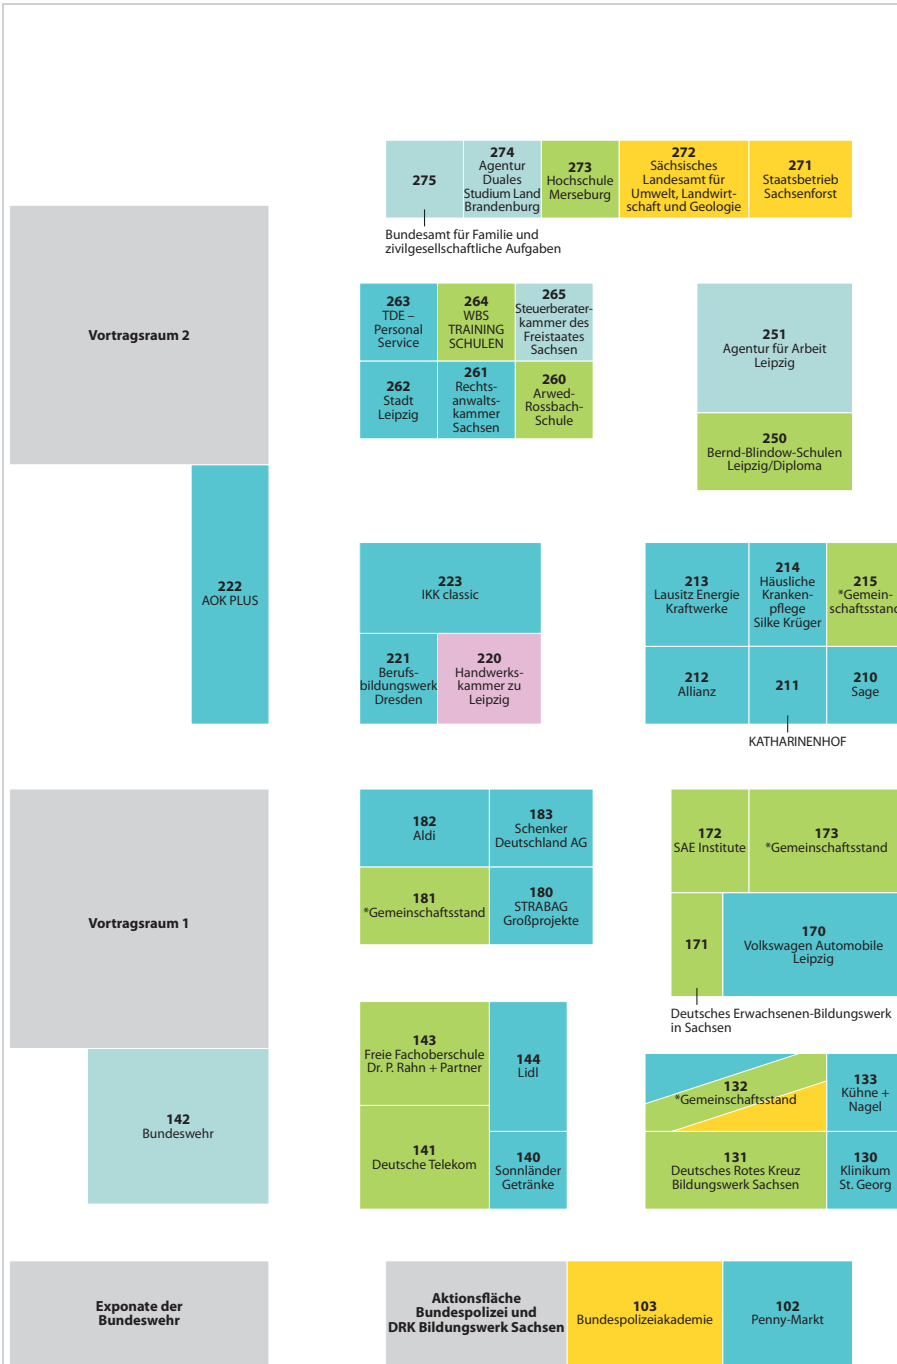 275
274
Agentur
Duales
Studium Land
Brandenburg
273
Hochschule
Merseburg
272
Sächsisches
Landesamt für
Umwelt, Landwirt-
schaft und Geologie
271
Staatsbetrieb
Sachsenforst
Bundesamt für Familie und
zivilgesellschaftliche Aufgaben
Vortragsraum 2
263
TDE –
Personal
Service
264
WBS
TRAINING
SCHULEN
265
Steuerberater-
kammer des
Freistaates
Sachsen
262
Stadt
Leipzig
261
Rechts-
anwalts-
kammer
Sachsen
260
Arwed-
Rossbach-
Schule
251
Agentur für Arbeit
Leipzig
250
Bernd-Blindow-Schulen
Leipzig/Diploma
222
AOK PLUS
223
IKK classic
221
Berufs-
bildungswerk
Dresden
220
Handwerks-
kammer zu
Leipzig
213
Lausitz Energie
Kraftwerke
214
Häusliche
Kranken-
pflege
Silke Krüger
215
*Gemein-
schaftsstand
212
Allianz
211
210
Sage
KATHARINENHOF
Vortragsraum 1
182
Aldi
183
Schenker
Deutschland AG
181
*Gemeinschaftsstand
180
STRABAG
Großprojekte
172
SAE Institute
173
*Gemeinschaftsstand
171
170
Volkswagen Automobile
Leipzig
Deutsches Erwachsenen-Bildungswerk
in Sachsen
142
Bundeswehr
143
Freie Fachoberschule
Dr. P. Rahn + Partner
144
Lidl
141
Deutsche Telekom
140
Sonnländer
Getränke
132
*Gemeinschaftsstand
133
Kühne +
Nagel
131
Deutsches Rotes Kreuz
Bildungswerk Sachsen
130
Klinikum
St. Georg
Exponate der
Bundeswehr
Aktionsfläche
Bundespolizei und
DRK Bildungswerk Sachsen
103
Bundespolizeiakademie
102
Penny-Markt